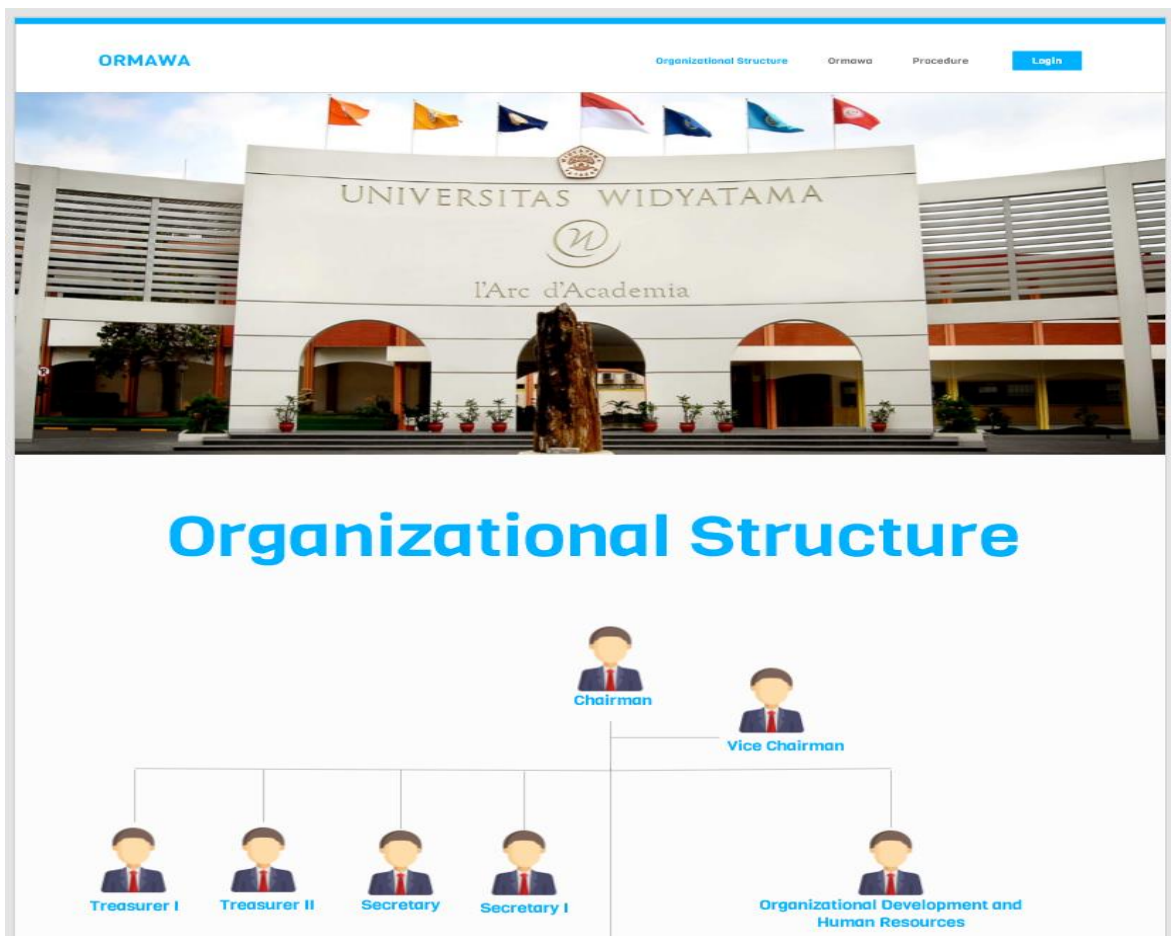 ORMAWA
Organizational Structure Ormawa Procedure Login
UNIVERSITAS WIDYATAMA
l'Arc d'Academia
Organizational Structure
Chairman
Vice Chairman
Treasurer I Treasurer II Secretary Secretary I
Organizational Development and
Human Resources